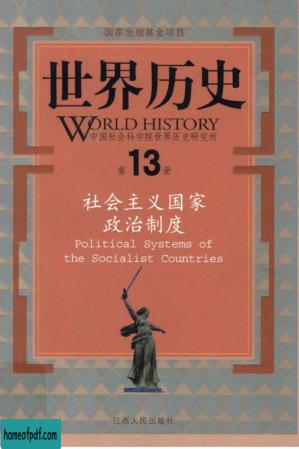 国家出版基金项目
世界历史
WORLD HISTORY
中国社会科学院世界历史研究所
第13册
社会主义国家
政治制度
Political Systems of
the Socialist Countries
江西人民出版社
homeofpdf.com